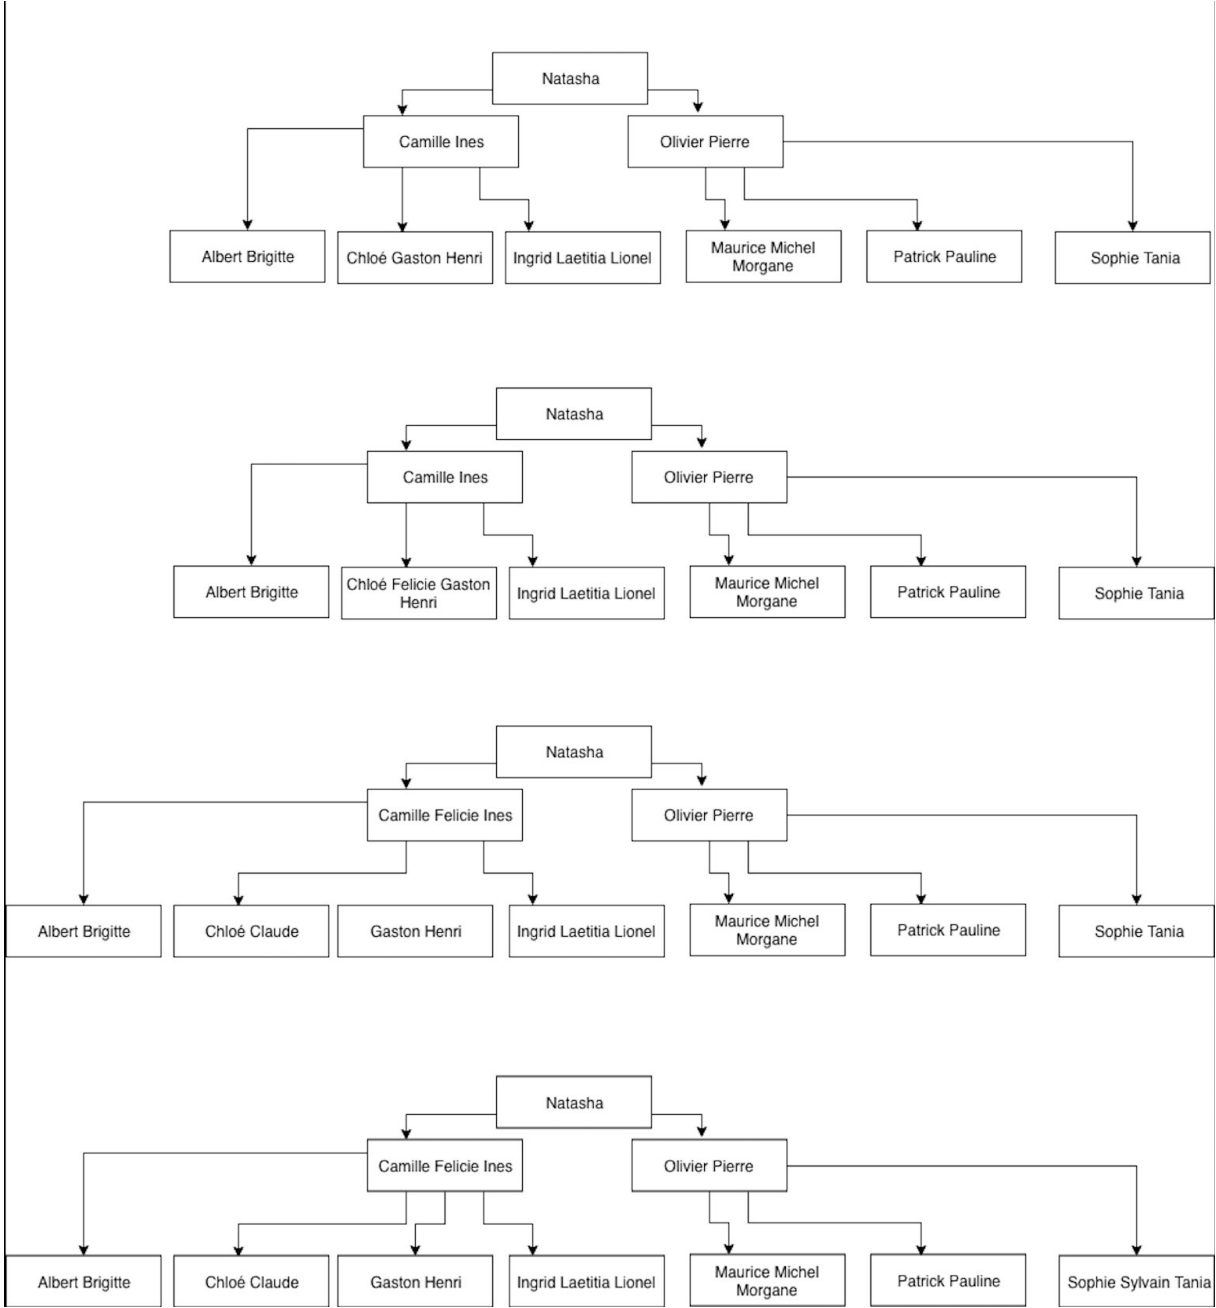 Natasha
Camille Ines
Olivier Pierre
Albert Brigitte
Chloé Gaston Henri
Ingrid Laetitia Lionel
Maurice Michel
Morgane
Patrick Pauline
Sophie Tania
Natasha
Camille Ines
Olivier Pierre
Albert Brigitte
Chloé Felicie Gaston
Henri
Ingrid Laetitia Lionel
Maurice Michel
Morgane
Patrick Pauline
Sophie Tania
Natasha
Camille Felicie Ines
Olivier Pierre
Albert Brigitte
Chloé Claude
Gaston Henri
Ingrid Laetitia Lionel
Maurice Michel
Morgane
Patrick Pauline
Sophie Tania
Natasha
Camille Felicie Ines
Olivier Pierre
Albert Brigitte
Chloé Claude
Gaston Henri
Ingrid Laetitia Lionel
Maurice Michel
Morgane
Patrick Pauline
Sophie Sylvain Tania